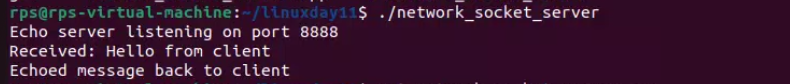 rps@rps-virtual-machine:~/linuxday11$ ./network_socket_server
Echo server listening on port 8888
Received: Hello from client
Echoed message back to client